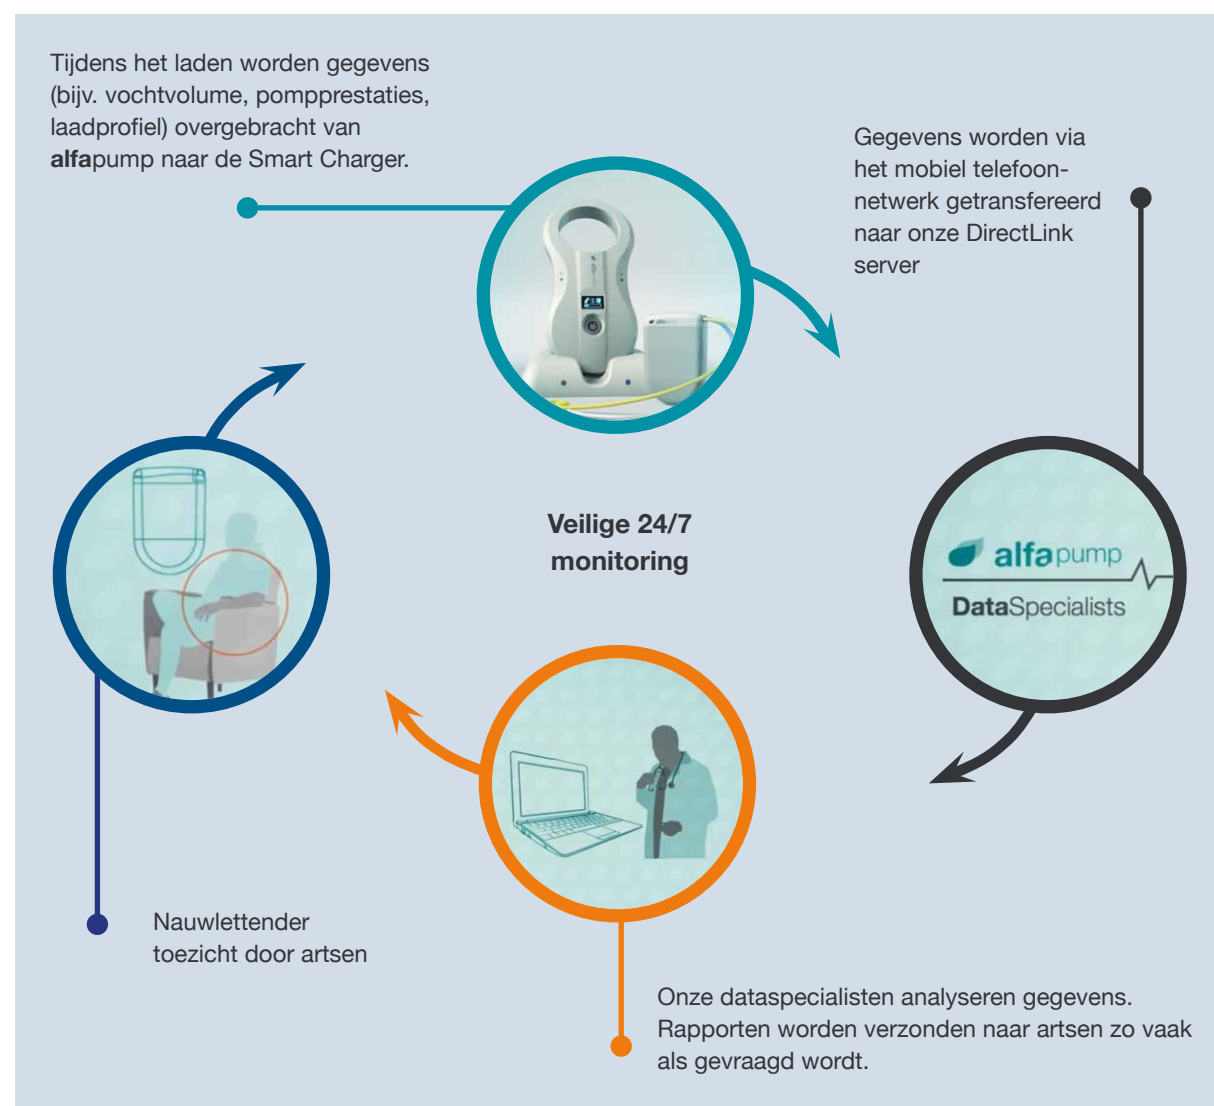 Tijdens het laden worden gegevens
(bijv. vochtvolume, pompprestaties,
laadprofiel) overgebracht van
alfapump naar de Smart Charger.
Gegevens worden via
het mobiel telefoon-
netwerk getransfereerd
naar onze DirectLink
server
Veilige 24/7
monitoring
alfapump
DataSpecialists
Nauwlettender
toezicht door artsen
Onze dataspecialisten analyseren gegevens.
Rapporten worden verzonden naar artsen zo vaak
als gevraagd wordt.